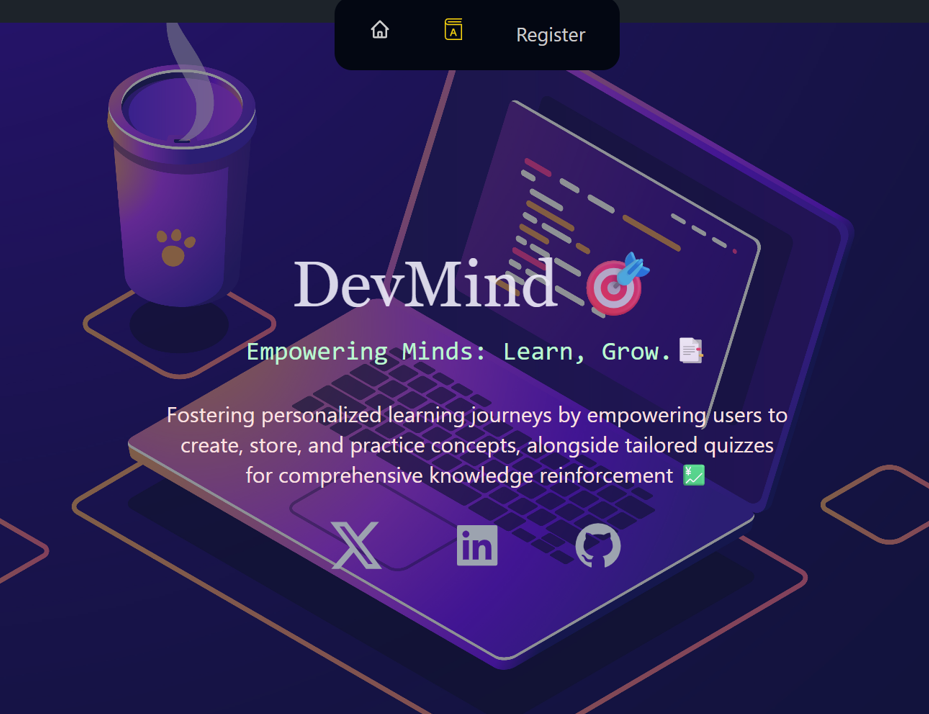 A
Register
DevMind 🎯
Empowering Minds: Learn, Grow.📑
Fostering personalized learning journeys by empowering users to
create, store, and practice concepts, alongside tailored quizzes
for comprehensive knowledge reinforcement 💹
X in